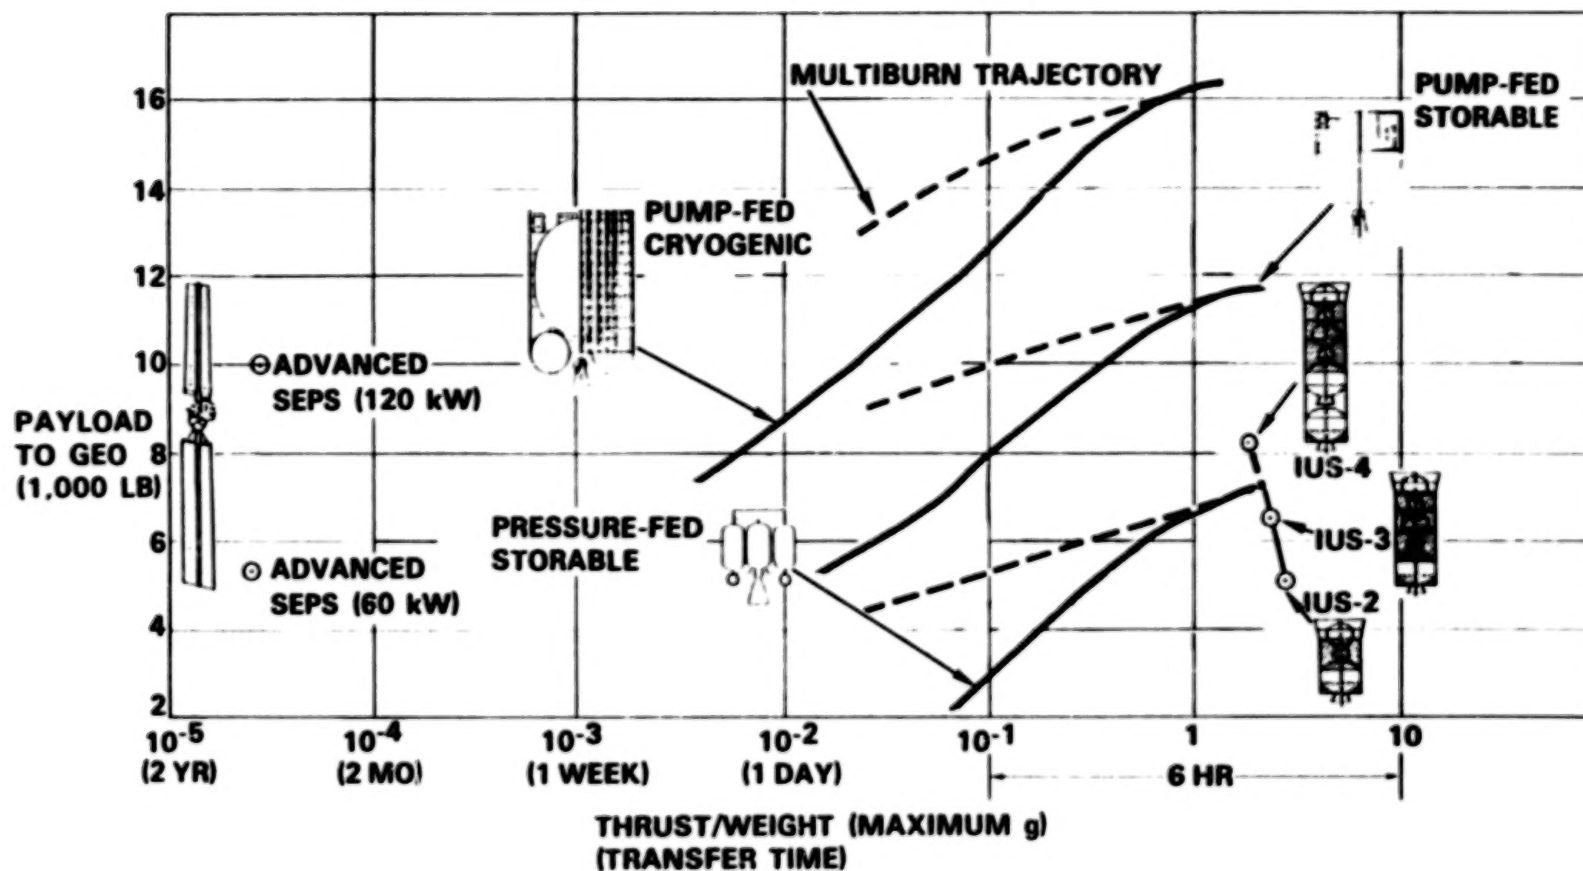 MULTIBURN TRAJECTORY
PUMP-FED
STORABLE
PUMP-FED
CRYOGENIC
ADVANCED
SEPS (120 kW)
PAYLOAD
TO GEO
(1,000 LB)
16
14
12
10
8
6
4
2
PRESSURE-FED
STORABLE
ADVANCED
SEPS (60 kW)
IUS-4
IUS-3
IUS-2
10⁻⁵
(2 YR)
10⁻⁴
(2 MO)
10⁻³
(1 WEEK)
10⁻²
(1 DAY)
10⁻¹
1
10
6 HR
THRUST/WEIGHT (MAXIMUM g)
(TRANSFER TIME)